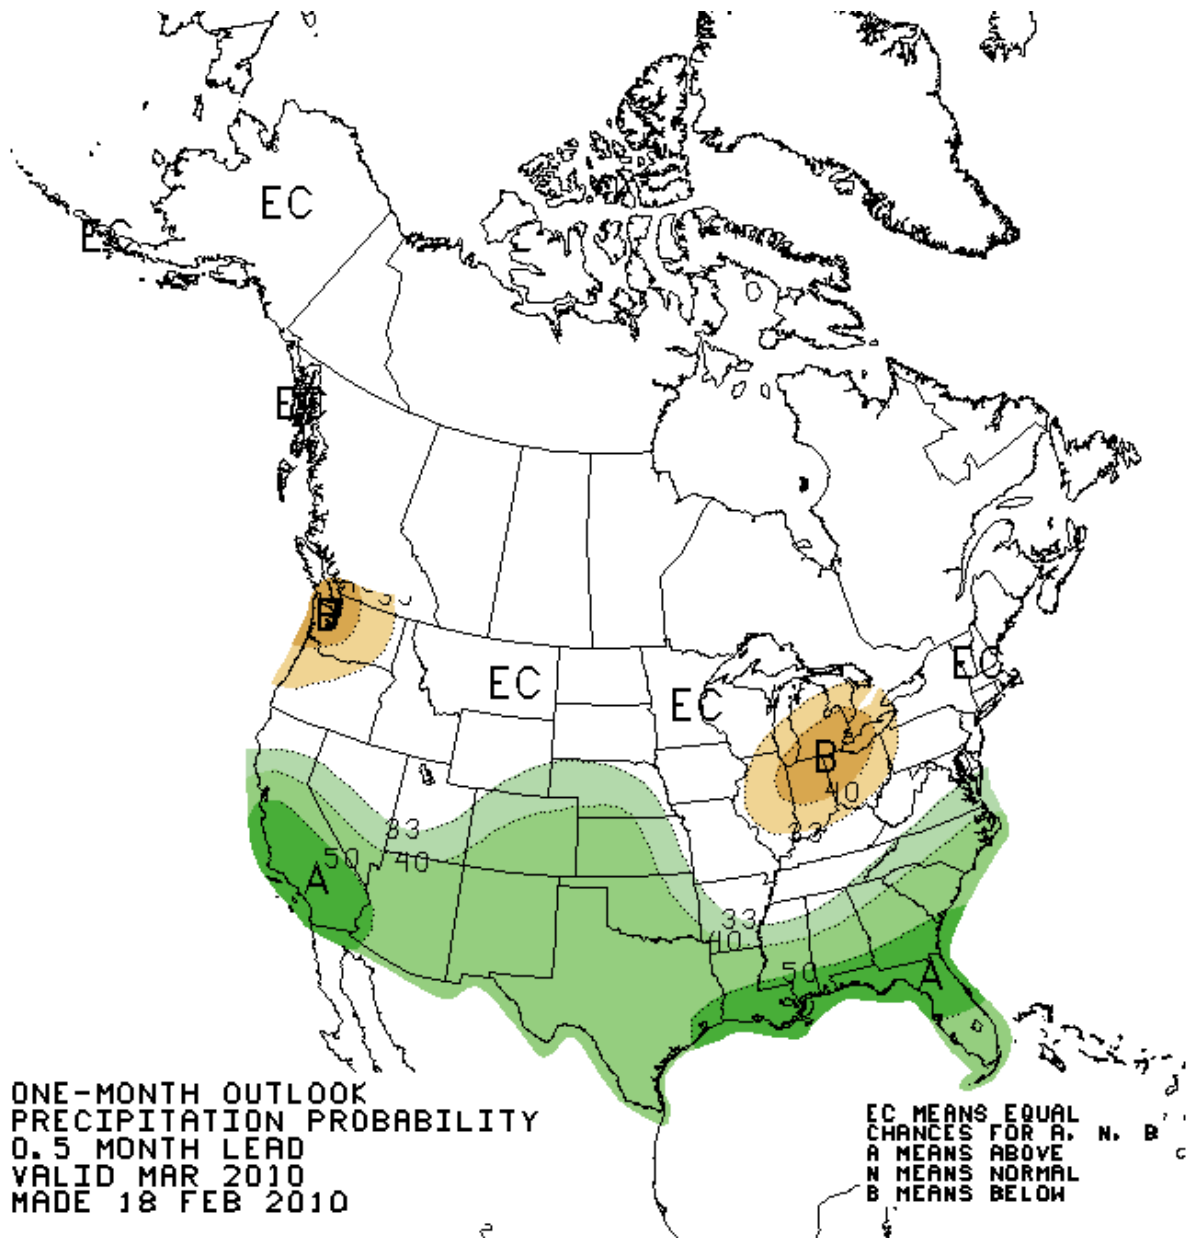 EC
EC
EC
33
B
EC
EC
EC
B
40
33
33
50
40
A
33
40
50
A
ONE-MONTH OUTLOOK
PRECIPITATION PROBABILITY
0.5 MONTH LEAD
VALID MAR 2010
MADE 18 FEB 2010
EC MEANS EQUAL
CHANCES FOR A, N, B
A MEANS ABOVE
N MEANS NORMAL
B MEANS BELOW